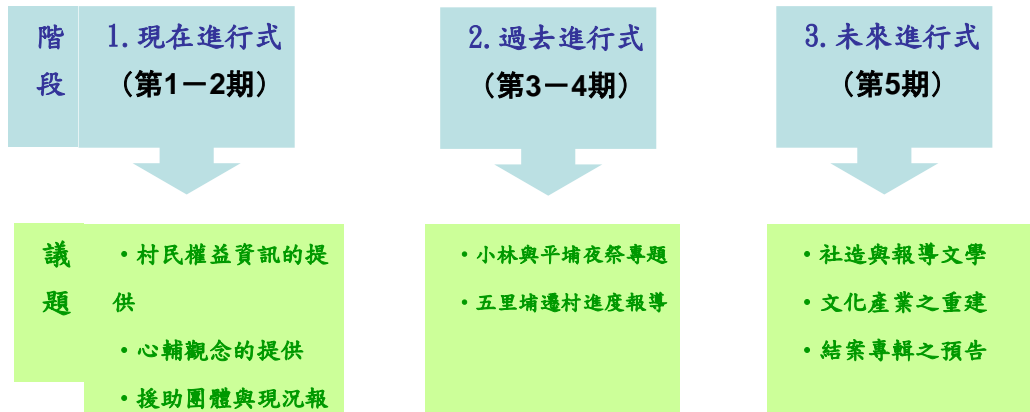 階
段
1.現在進行式
（第1－2期）
2.過去進行式
（第3－4期）
3.未來進行式
（第5期）
議
題
•村民權益資訊的提
供
•心輔觀念的提供
•援助團體與現況報
•小林與平埔夜祭專題
•五里埔遷村進度報導
•社造與報導文學
•文化產業之重建
•結案專輯之預告